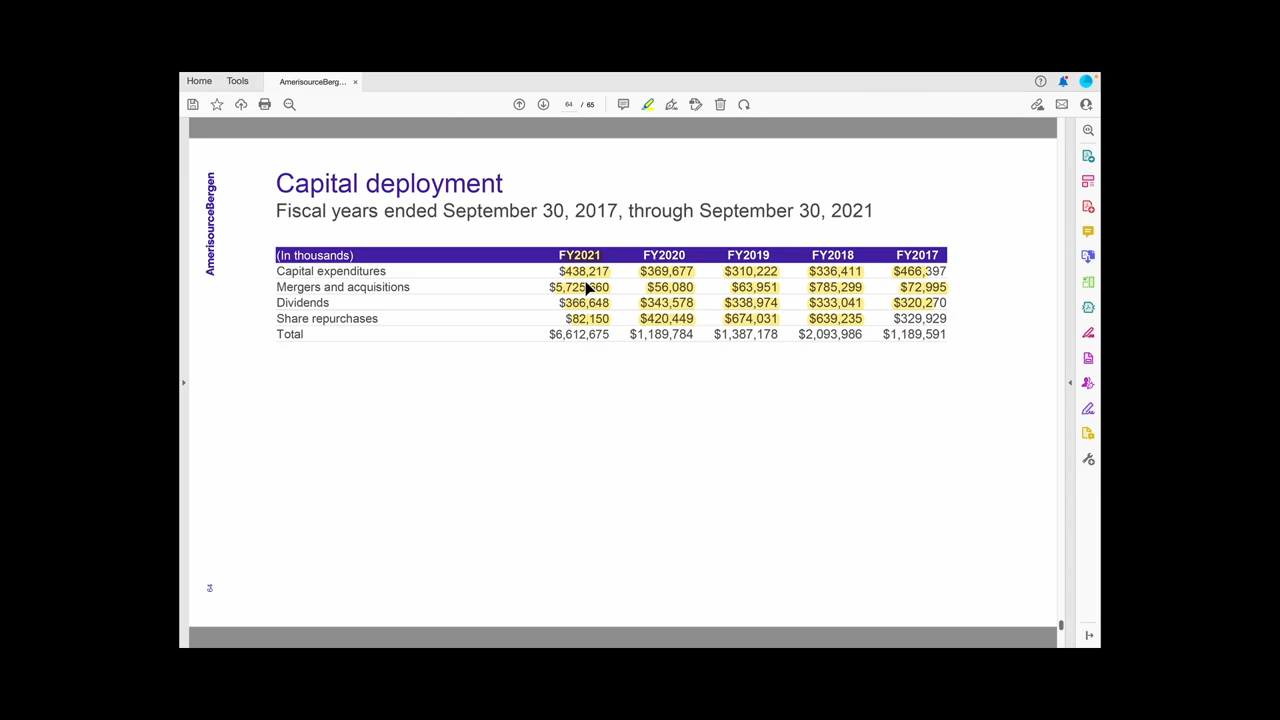 Home Tools AmerisourceBerg... ×
64 / 65
AmerisourceBergen
Capital deployment
Fiscal years ended September 30, 2017, through September 30, 2021
(In thousands) FY2021 FY2020 FY2019 FY2018 FY2017
Capital expenditures $438,217 $369,677 $310,222 $336,411 $466,397
Mergers and acquisitions $56,080 $63,951 $785,299 $72,995
Dividends $366,648 $343,578 $338,974 $333,041 $320,270
Share repurchases $82,150 $420,449 $674,031 $639,235 $329,929
Total $6,612,675 $1,189,784 $1,387,178 $2,093,986 $1,189,591
64